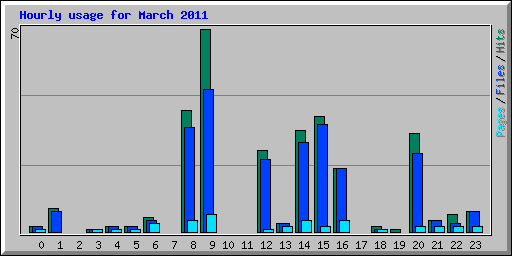 Hourly usage for March 2011
70
Pages/Files/Hits
0 1 2 3 4 5 6 7 8 9 10 11 12 13 14 15 16 17 18 19 20 21 22 23